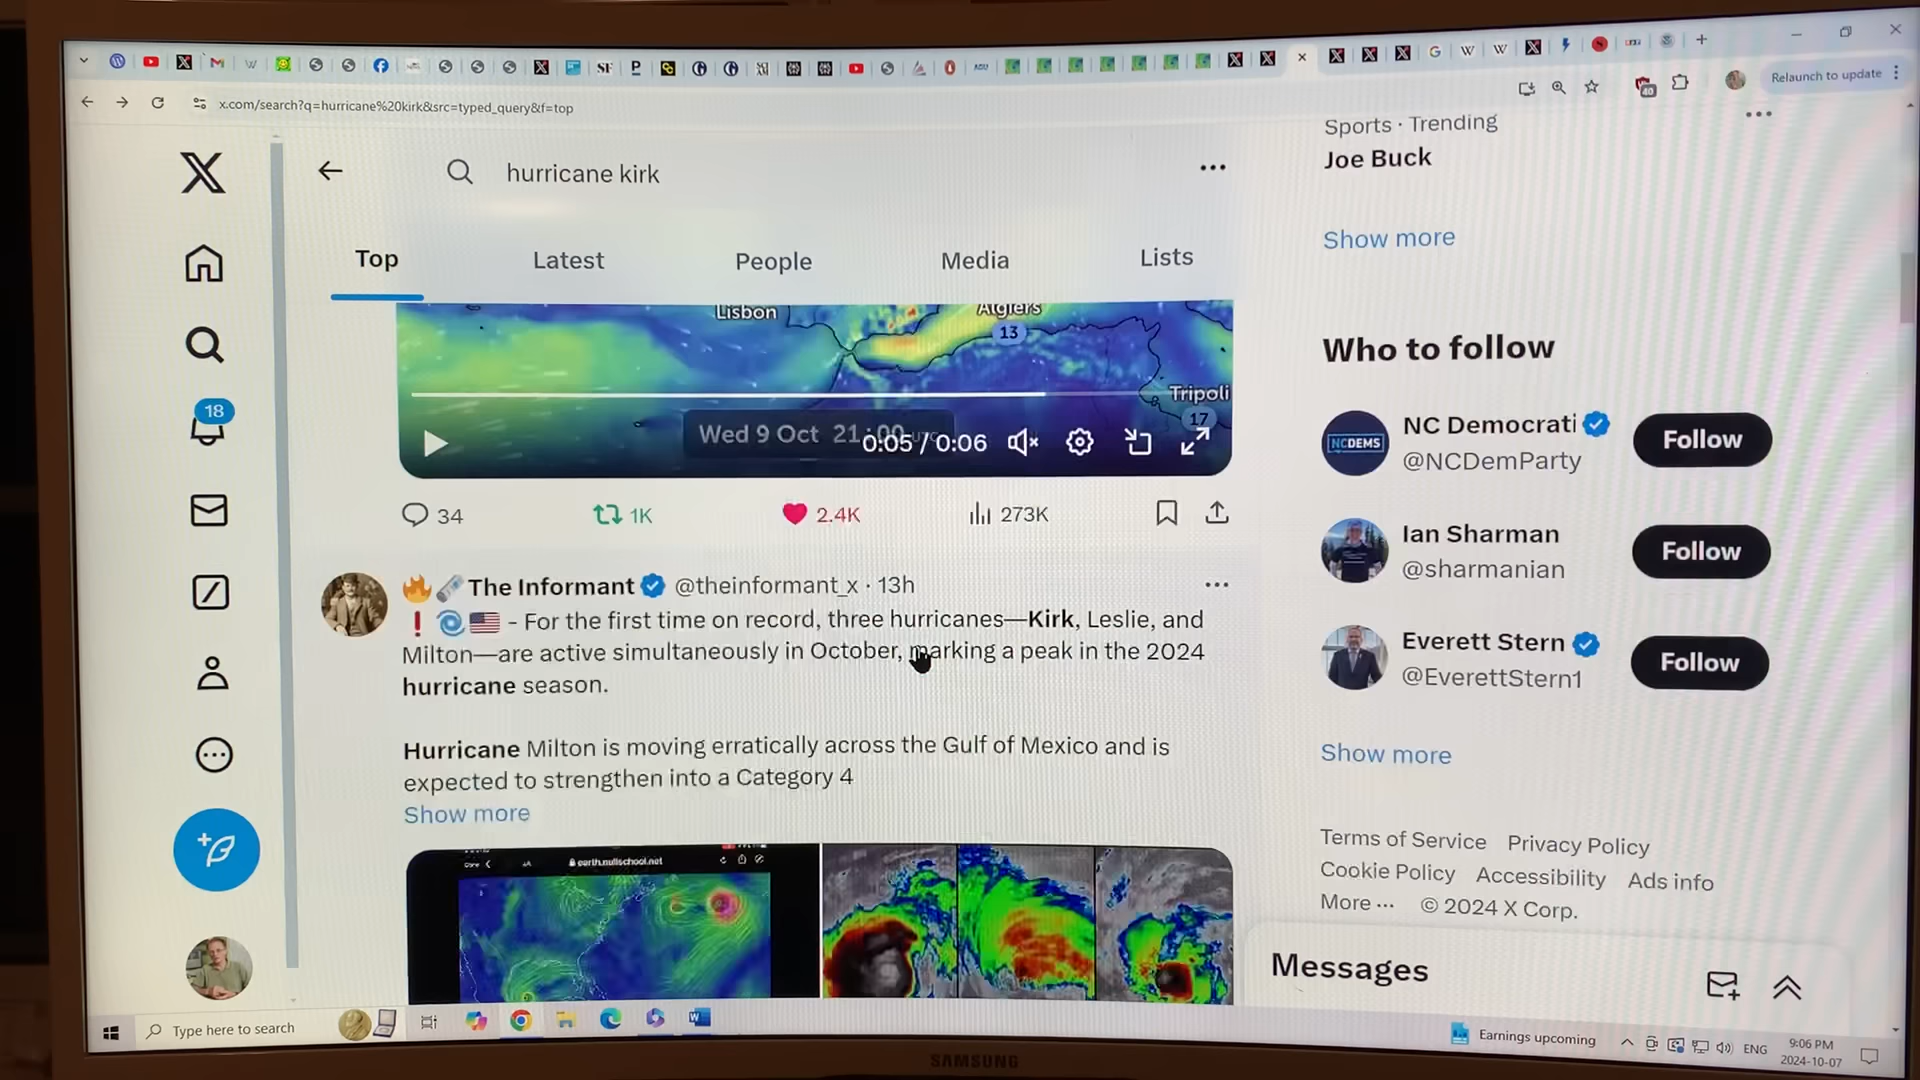 Relaunch to update
x.com/search?q=hurricane%20kirk&src=typed_query&f=top
hurricane kirk
Top
Latest
People
Media
Lists
Lisbon
Algiers
13
Tripoli
17
Wed 9 Oct
0:05 / 0:06
34
1K
2.4K
273K
The Informant @theinformant_x · 13h
❗🌀🇺🇸 - For the first time on record, three hurricanes—Kirk, Leslie, and
Milton—are active simultaneously in October, marking a peak in the 2024
hurricane season.
Hurricane Milton is moving erratically across the Gulf of Mexico and is
expected to strengthen into a Category 4
Show more
earth.nullschool.net
18
Sports · Trending
Joe Buck
Show more
Who to follow
NCDEMS
NC Democrati
@NCDemParty
Follow
Ian Sharman
@sharmanian
Follow
Everett Stern
@EverettStern1
Follow
Show more
Terms of Service Privacy Policy
Cookie Policy Accessibility Ads info
More ··· © 2024 X Corp.
Messages
Type here to search
Earnings upcoming
ENG
9:06 PM
2024-10-07
SAMSUNG